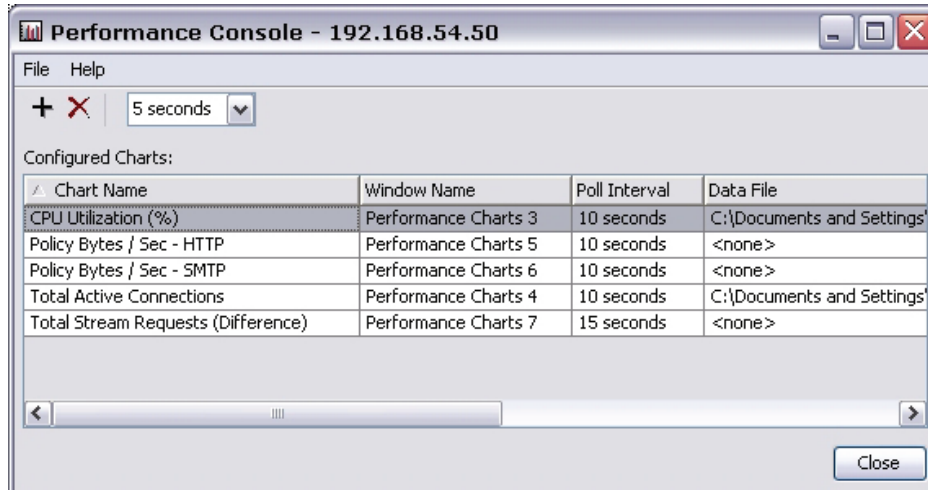 Performance Console - 192.168.54.50
File Help
5 seconds
Configured Charts:
Chart Name Window Name Poll Interval Data File
CPU Utilization (%) Performance Charts 3 10 seconds C:\Documents and Settings\
Policy Bytes / Sec - HTTP Performance Charts 5 10 seconds <none>
Policy Bytes / Sec - SMTP Performance Charts 6 10 seconds <none>
Total Active Connections Performance Charts 4 10 seconds C:\Documents and Settings\
Total Stream Requests (Difference) Performance Charts 7 15 seconds <none>
Close